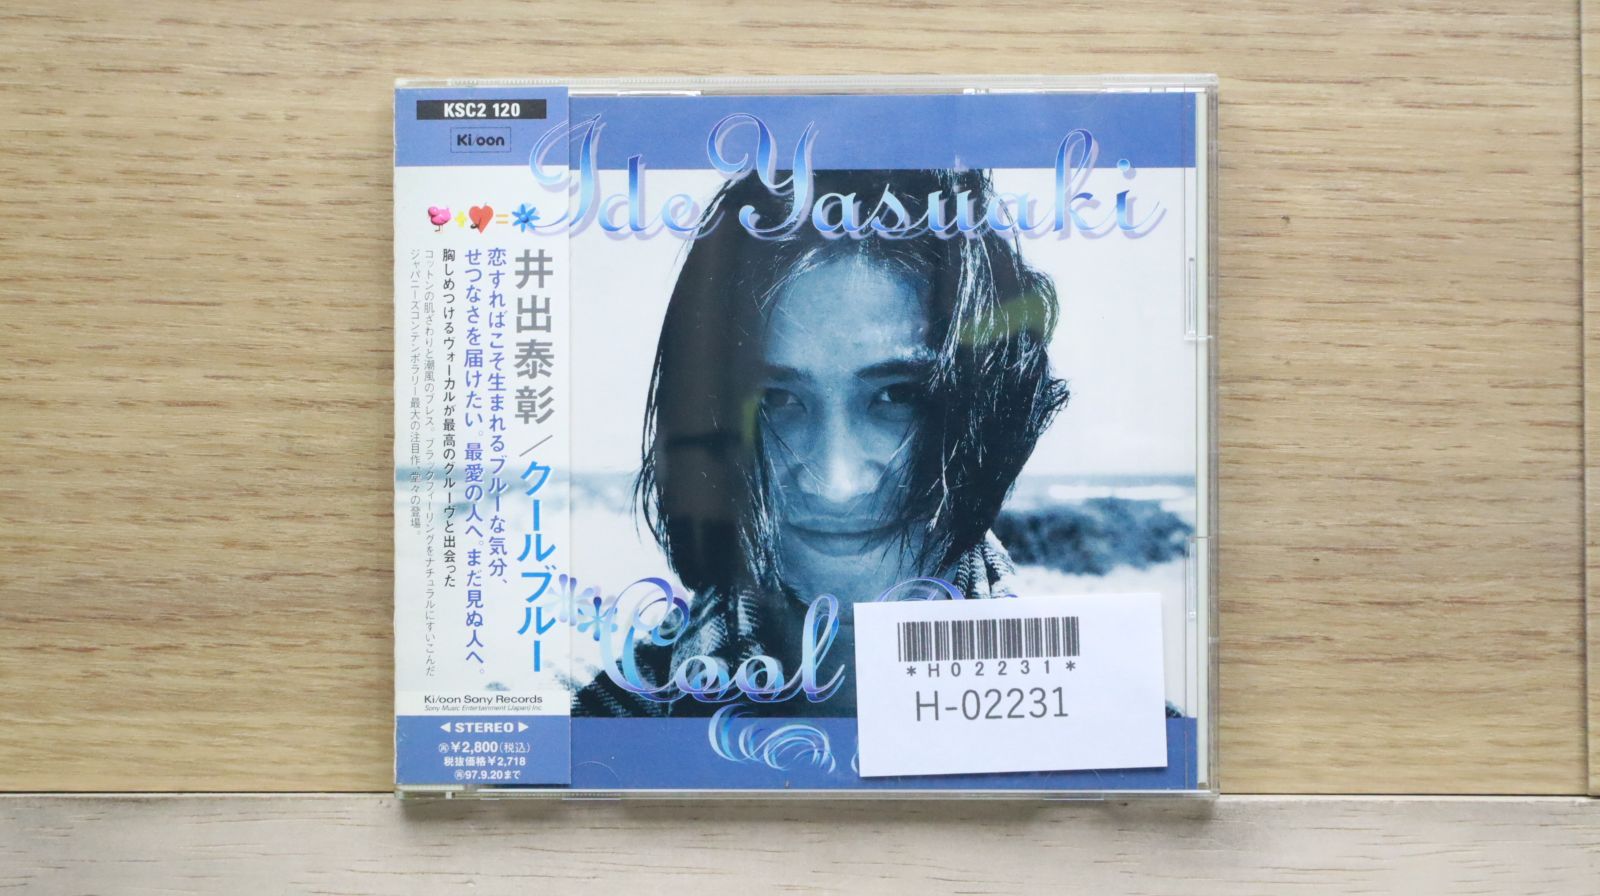 KSC2 120
Ki/oon
井出泰彰／クールブルー
恋すればこそ生まれるブルーな気分、
せつなさを届けたい。最愛の人へ。まだ見ぬ人へ。
胸しめつけるヴォーカルが最高のグルーヴと出会った
コットンの肌ざわりと潮風のブレス。ブラックフィーリングをナチュラルにすいこんだ
ジャパニーズコンテンポラリー最大の注目作、堂々の登場。
Ki/oon Sony Records
Sony Music Entertainment (Japan) Inc.
STEREO
再￥2,800(税込)
税抜価格￥2,718
再97.9.20まで
Ide Yasuaki
Cool
*H02231*
H-02231